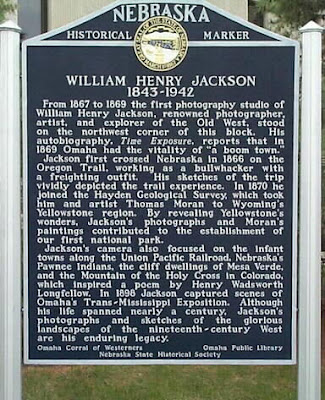 NEBRASKA
HISTORICAL MARKER
WILLIAM HENRY JACKSON
1843-1942
From 1867 to 1869 the first photography studio of
William Henry Jackson, renowned photographer,
artist, and explorer of the Old West, stood
on the northwest corner of this block. His
autobiography, Time Exposure, reports that in
1869 Omaha had the vitality of "a boom town."
Jackson first crossed Nebraska in 1866 on the
Oregon Trail, working as a bullwhacker with
a freighting outfit. His sketches of the trip
vividly depicted the trail experience. In 1870 he
joined the Hayden Geological Survey, which took
him and artist Thomas Moran to Wyoming's
Yellowstone region. By revealing Yellowstone's
wonders, Jackson's photographs and Moran's
paintings contributed to the establishment of
our first national park.
Jackson's camera also focused on the infant
towns along the Union Pacific Railroad, Nebraska's
Pawnee Indians, the cliff dwellings of Mesa Verde,
and the Mountain of the Holy Cross in Colorado,
which inspired a poem by Henry Wadsworth
Longfellow. In 1898 Jackson captured scenes of
Omaha's Trans-Mississippi Exposition. Although
his life spanned nearly a century, Jackson's
photographs and sketches of the glorious
landscapes of the nineteenth-century West
are his enduring legacy.
Omaha Corral of Westerners Omaha Public Library
Nebraska State Historical Society